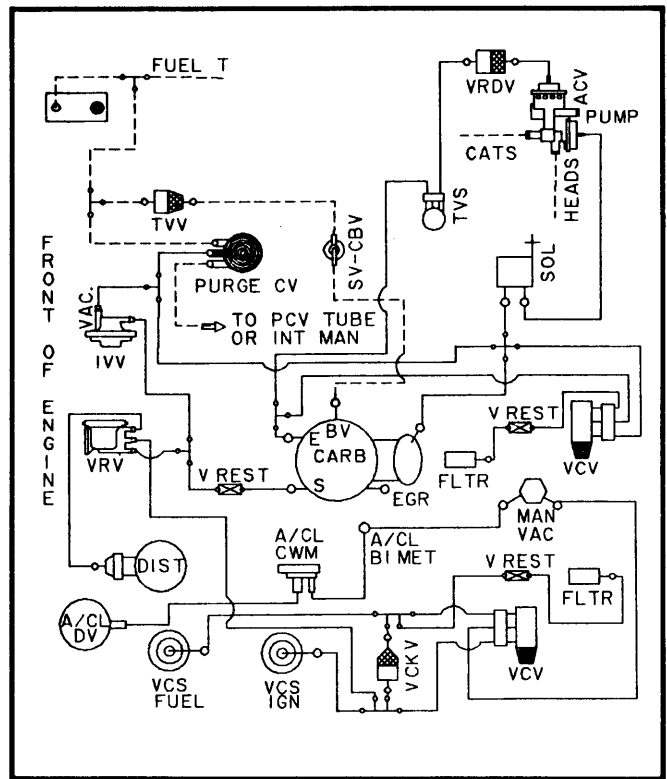 FUEL T
VRDV
ACV
PUMP
CATS
HEADS
TVV
TVS
SV-CBV
PURGE CV
SOL
FRONT OF ENGINE
VAC.
IVV
TO PCV TUBE
OR INT MAN
E
BV
CARB
S
EGR
V REST
VCV
FLTR
VRV
V REST
A/CL
CWM
A/CL
BI MET
MAN
VAC
DIST
V REST
FLTR
A/CL
DV
VCS
FUEL
VCS
IGN
VCKV
VCV